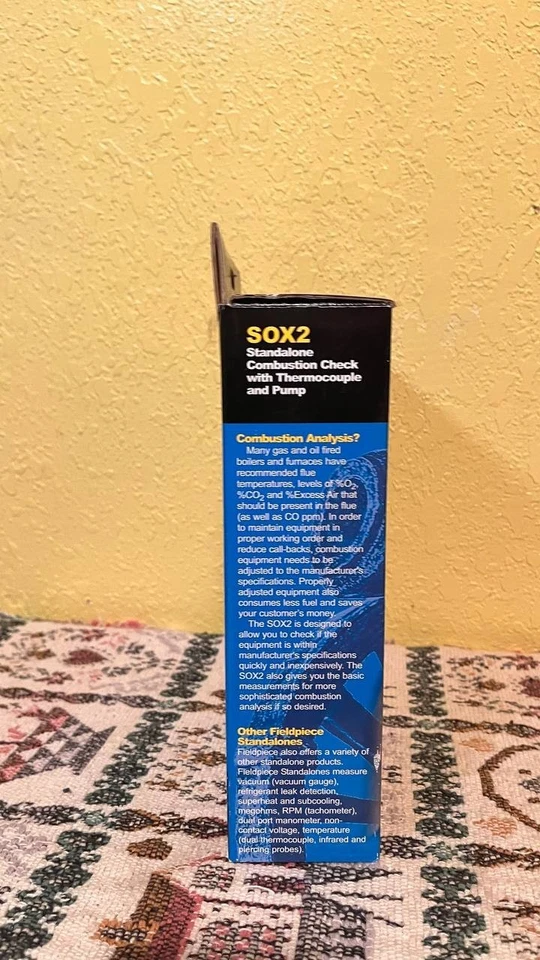 SOX2
Standalone
Combustion Check
with Thermocouple
and Pump
Combustion Analysis?
Many gas and oil fired
boilers and furnaces have
recommended flue
temperatures, levels of %O2,
%CO2 and %Excess Air that
should be present in the flue
(as well as CO ppm). In order
to maintain equipment in
proper working order and
reduce call-backs, combustion
equipment needs to be
adjusted to the manufacturer's
specifications. Properly
adjusted equipment also
consumes less fuel and saves
your customer's money.
The SOX2 is designed to
allow you to check if the
equipment is within
manufacturer's specifications
quickly and inexpensively. The
SOX2 also gives you the basic
measurements for more
sophisticated combustion
analysis if so desired.
Other Fieldpiece
Standalones
Fieldpiece also offers a variety of
other standalone products.
Fieldpiece Standalones measure
vacuum (vacuum gauge),
refrigerant leak detection,
superheat and subcooling,
megohms, RPM (tachometer),
dual port manometer, non-
contact voltage, temperature
(dual thermocouple, infrared and
piercing probes).